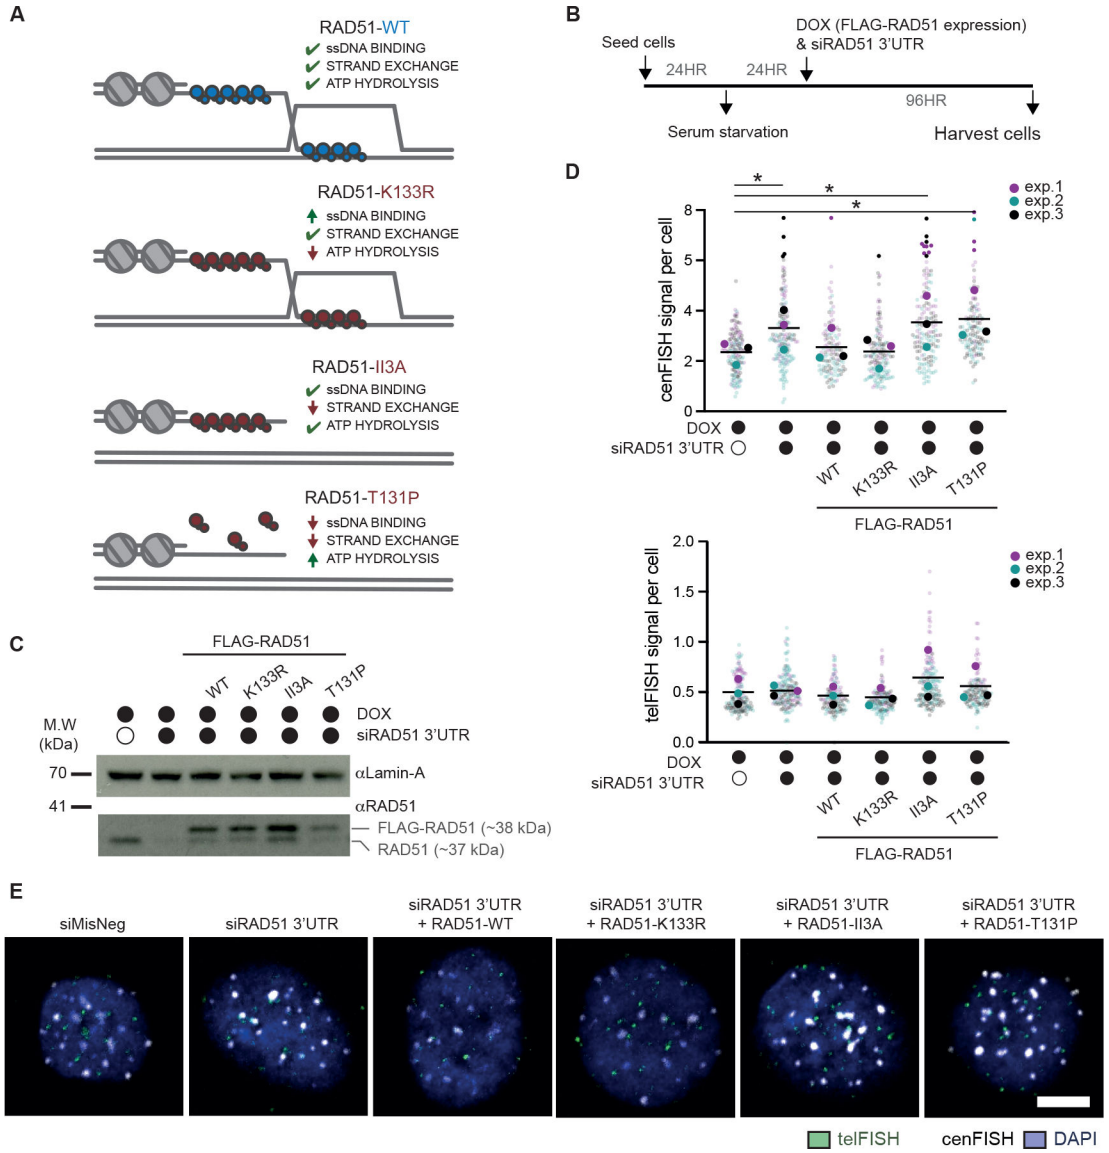 A
RAD51-WT
ssDNA BINDING
STRAND EXCHANGE
ATP HYDROLYSIS
RAD51-K133R
ssDNA BINDING
STRAND EXCHANGE
ATP HYDROLYSIS
RAD51-II3A
ssDNA BINDING
STRAND EXCHANGE
ATP HYDROLYSIS
RAD51-T131P
ssDNA BINDING
STRAND EXCHANGE
ATP HYDROLYSIS
B
DOX (FLAG-RAD51 expression)
& siRAD51 3'UTR
Seed cells
24HR
24HR
96HR
Serum starvation
Harvest cells
C
FLAG-RAD51
WT
K133R
II3A
T131P
DOX
siRAD51 3'UTR
M.W
(kDa)
70
αLamin-A
41
αRAD51
FLAG-RAD51 (~38 kDa)
RAD51 (~37 kDa)
D
*
*
*
exp.1
exp.2
exp.3
cenFISH signal per cell
8
6
4
2
0
DOX
siRAD51 3'UTR
WT
K133R
II3A
T131P
FLAG-RAD51
telFISH signal per cell
2.0
1.5
1.0
0.5
0.0
exp.1
exp.2
exp.3
DOX
siRAD51 3'UTR
WT
K133R
II3A
T131P
FLAG-RAD51
E
siMisNeg
siRAD51 3'UTR
siRAD51 3'UTR
+ RAD51-WT
siRAD51 3'UTR
+ RAD51-K133R
siRAD51 3'UTR
+ RAD51-II3A
siRAD51 3'UTR
+ RAD51-T131P
telFISH
cenFISH
DAPI